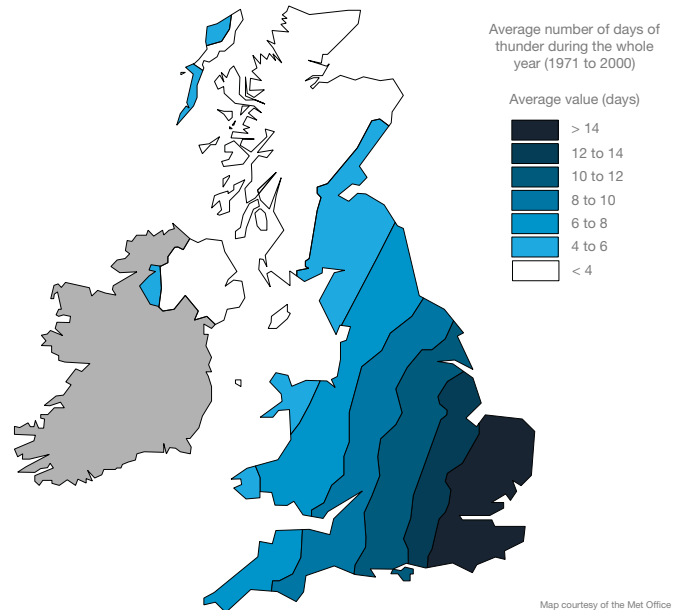 Average number of days of
thunder during the whole
year (1971 to 2000)
Average value (days)
> 14
12 to 14
10 to 12
8 to 10
6 to 8
4 to 6
< 4
Map courtesy of the Met Office